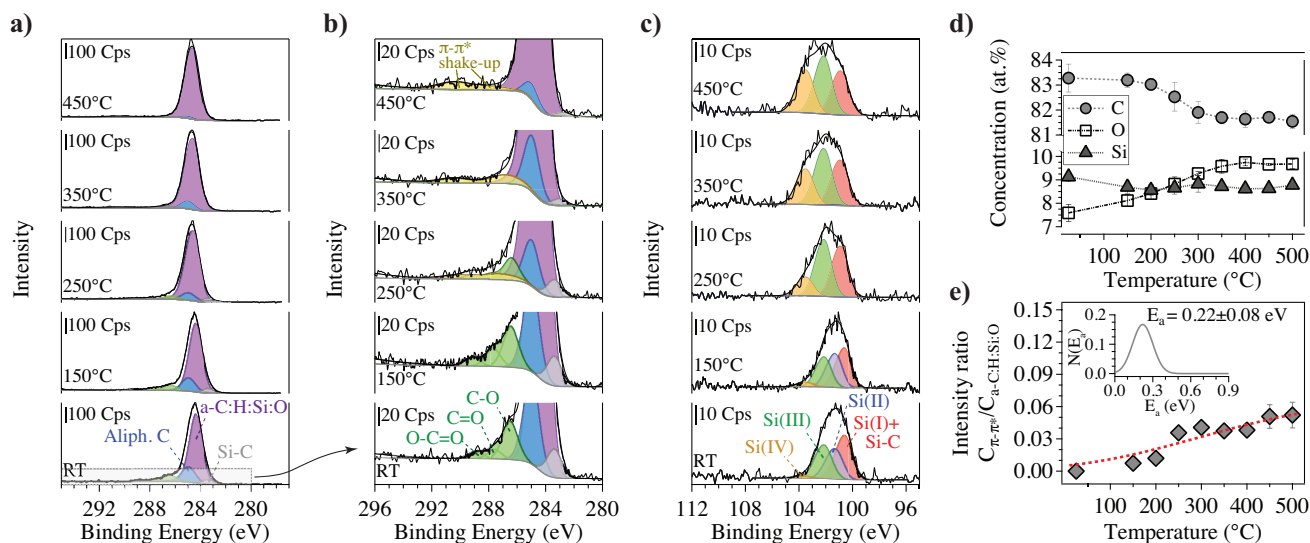 a)
100 Cps
450°C
100 Cps
350°C
100 Cps
250°C
100 Cps
150°C
100 Cps
a-C:H:Si:O
Aliph. C
Si-C
RT
292 288 284 280
Binding Energy (eV)
Intensity
b)
20 Cps
π-π*
shake-up
450°C
20 Cps
350°C
20 Cps
250°C
20 Cps
150°C
20 Cps
C-O
C=O
O-C=O
RT
296 292 288 284 280
Binding Energy (eV)
Intensity
c)
10 Cps
450°C
10 Cps
350°C
10 Cps
250°C
10 Cps
150°C
10 Cps
Si(II)
Si(III)
Si(I)+
Si-C
Si(IV)
RT
112 108 104 100 96
Binding Energy (eV)
Intensity
d)
Concentration (at.%)
84
83
82
81
10
9
8
7
C
O
Si
100 200 300 400 500
Temperature (°C)
e)
Intensity ratio
Cπ-π*/Ca-C:H:Si:O
0.15
0.12
0.09
0.06
0.03
0.00
Ea = 0.22±0.08 eV
N(Ea)
0.2
0.1
0.0
0.0 0.3 0.6 0.9
Ea (eV)
100 200 300 400 500
Temperature (°C)